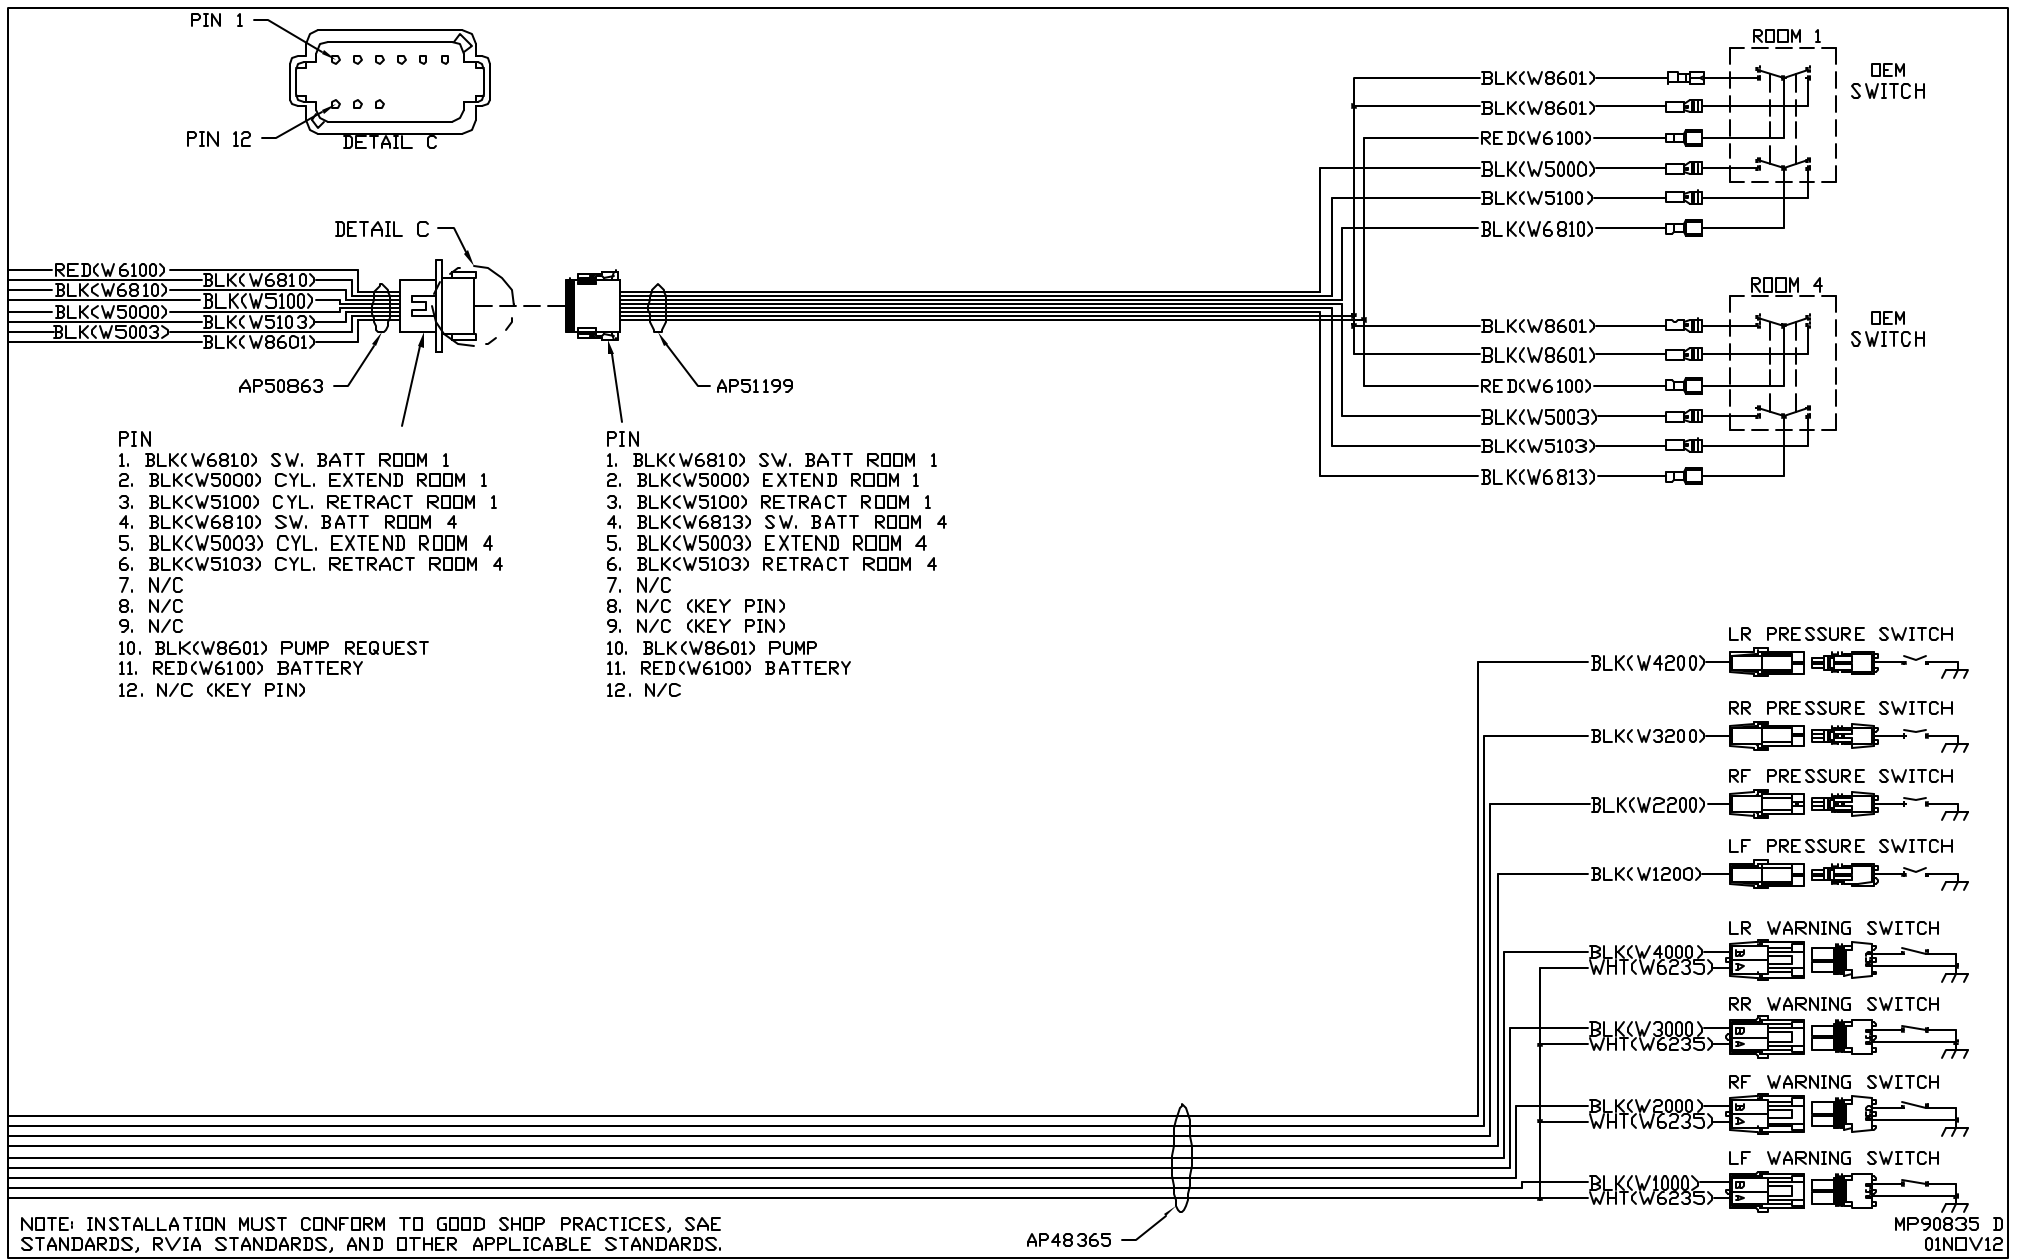 PIN 1
PIN 12
DETAIL C
ROOM 1
OEM
SWITCH
BLK(W8601)
BLK(W8601)
RED(W6100)
BLK(W5000)
BLK(W5100)
BLK(W6810)
DETAIL C
RED(W6100)
BLK(W6810)
BLK(W6810)
BLK(W5100)
BLK(W5000)
BLK(W5103)
BLK(W5003)
BLK(W8601)
AP50863
AP51199
ROOM 4
OEM
SWITCH
BLK(W8601)
BLK(W8601)
RED(W6100)
BLK(W5003)
BLK(W5103)
BLK(W6813)
PIN
1. BLK(W6810) SW. BATT ROOM 1
2. BLK(W5000) CYL. EXTEND ROOM 1
3. BLK(W5100) CYL. RETRACT ROOM 1
4. BLK(W6810) SW. BATT ROOM 4
5. BLK(W5003) CYL. EXTEND ROOM 4
6. BLK(W5103) CYL. RETRACT ROOM 4
7. N/C
8. N/C
9. N/C
10. BLK(W8601) PUMP REQUEST
11. RED(W6100) BATTERY
12. N/C (KEY PIN)
PIN
1. BLK(W6810) SW. BATT ROOM 1
2. BLK(W5000) EXTEND ROOM 1
3. BLK(W5100) RETRACT ROOM 1
4. BLK(W6813) SW. BATT ROOM 4
5. BLK(W5003) EXTEND ROOM 4
6. BLK(W5103) RETRACT ROOM 4
7. N/C
8. N/C (KEY PIN)
9. N/C (KEY PIN)
10. BLK(W8601) PUMP
11. RED(W6100) BATTERY
12. N/C
LR PRESSURE SWITCH
BLK(W4200)
RR PRESSURE SWITCH
BLK(W3200)
RF PRESSURE SWITCH
BLK(W2200)
LF PRESSURE SWITCH
BLK(W1200)
LR WARNING SWITCH
BLK(W4000)
B
WHT(W6235)
A
RR WARNING SWITCH
BLK(W3000)
B
WHT(W6235)
A
RF WARNING SWITCH
BLK(W2000)
B
WHT(W6235)
A
LF WARNING SWITCH
BLK(W1000)
B
WHT(W6235)
A
AP48365
NOTE: INSTALLATION MUST CONFORM TO GOOD SHOP PRACTICES, SAE
STANDARDS, RVIA STANDARDS, AND OTHER APPLICABLE STANDARDS.
MP90835 D
01NOV12